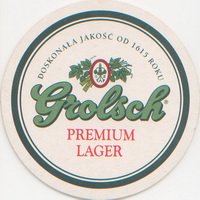 DOSKONAŁA JAKOŚĆ OD 1615 ROKU
Grolsch®
PREMIUM
LAGER